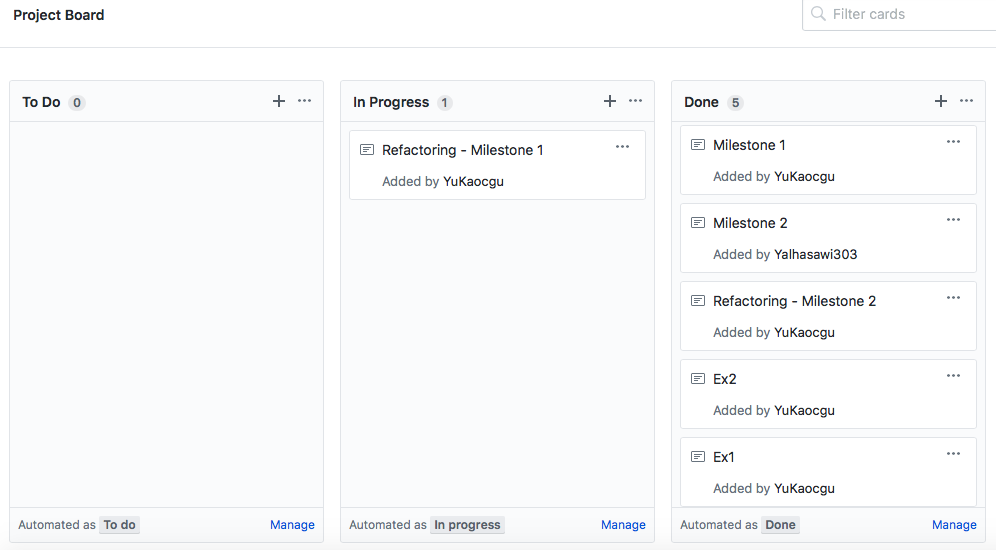 Project Board
Filter cards
To Do 0
In Progress 1
Refactoring - Milestone 1
Added by YuKaocgu
Done 5
Milestone 1
Added by YuKaocgu
Milestone 2
Added by Yalhasawi303
Refactoring - Milestone 2
Added by YuKaocgu
Ex2
Added by YuKaocgu
Ex1
Added by YuKaocgu
Automated as To do Manage
Automated as In progress Manage
Automated as Done Manage